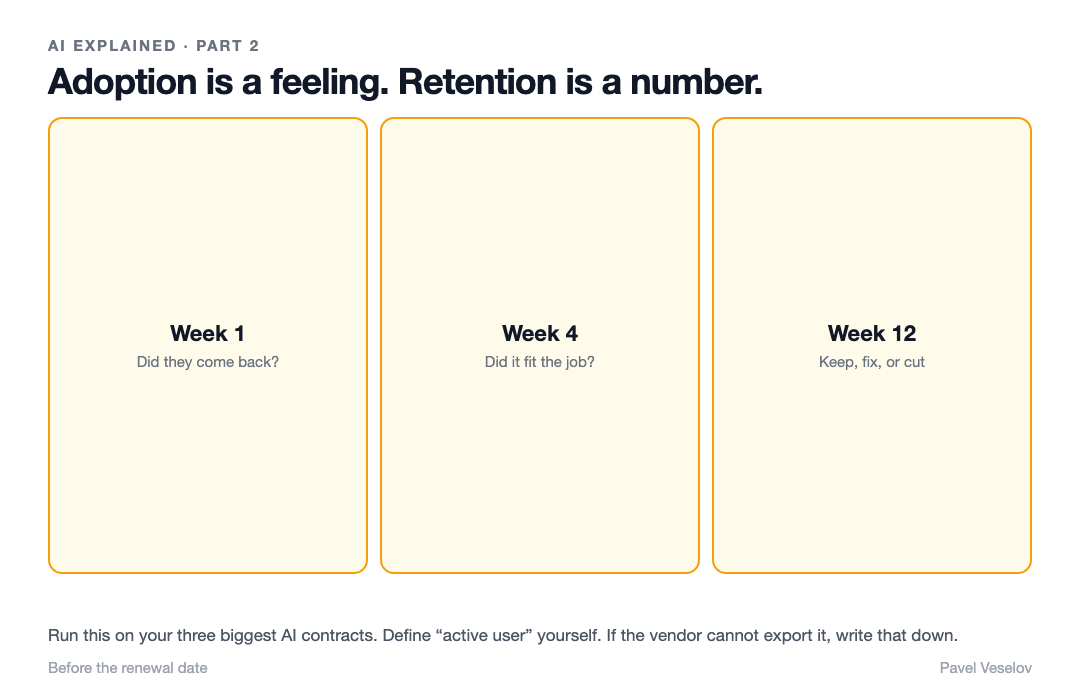 AI EXPLAINED · PART 2
Adoption is a feeling. Retention is a number.
Week 1
Did they come back?
Week 4
Did it fit the job?
Week 12
Keep, fix, or cut
Run this on your three biggest AI contracts. Define “active user” yourself. If the vendor cannot export it, write that down.
Before the renewal date
Pavel Veselov